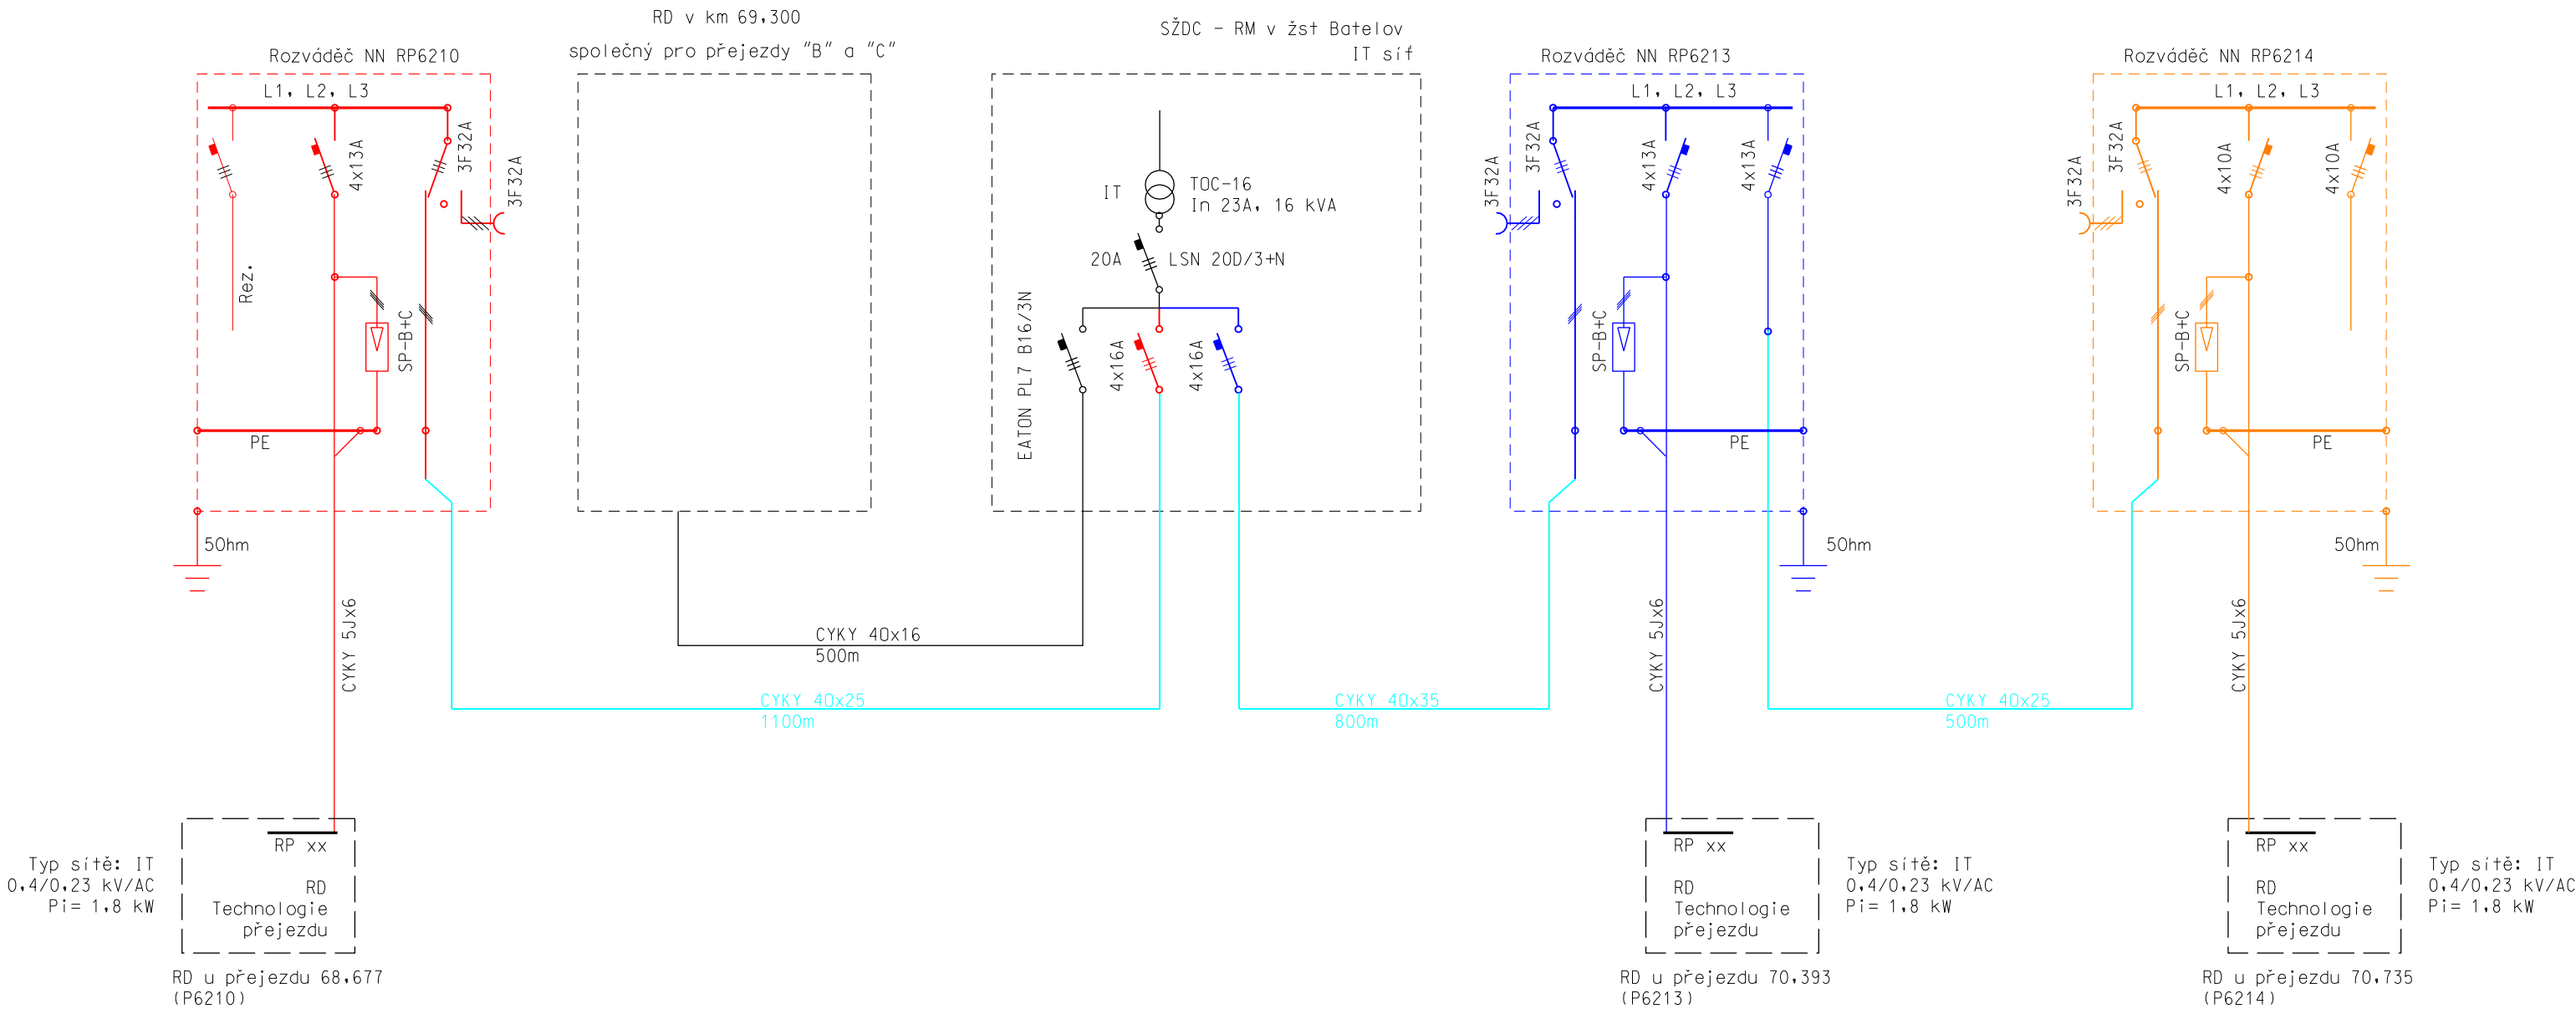 RD v km 69,300
společný pro přejezdy "B" a "C"
SŽDC - RM v žst Batelov
IT síť
Rozváděč NN RP6210
L1, L2, L3
4x13A
3F32A
3F32A
Rez.
SP-B+C
PE
50hm
CYKY 5Jx6
IT
TOC-16
In 23A, 16 kVA
20A
LSN 20D/3+N
EATON PL7 B16/3N
4x16A
4x16A
CYKY 40x16
500m
CYKY 40x25
1100m
CYKY 40x35
800m
Rozváděč NN RP6213
L1, L2, L3
3F32A
3F32A
4x13A
4x13A
SP-B+C
PE
50hm
CYKY 5Jx6
CYKY 40x25
500m
Rozváděč NN RP6214
L1, L2, L3
3F32A
3F32A
4x10A
4x10A
SP-B+C
PE
50hm
CYKY 5Jx6
Typ sítě: IT
0,4/0,23 kV/AC
Pi= 1,8 kW
RP xx
RD
Technologie
přejezdu
RD u přejezdu 68,677
(P6210)
RP xx
RD
Technologie
přejezdu
Typ sítě: IT
0,4/0,23 kV/AC
Pi= 1,8 kW
RD u přejezdu 70,393
(P6213)
RP xx
RD
Technologie
přejezdu
Typ sítě: IT
0,4/0,23 kV/AC
Pi= 1,8 kW
RD u přejezdu 70,735
(P6214)